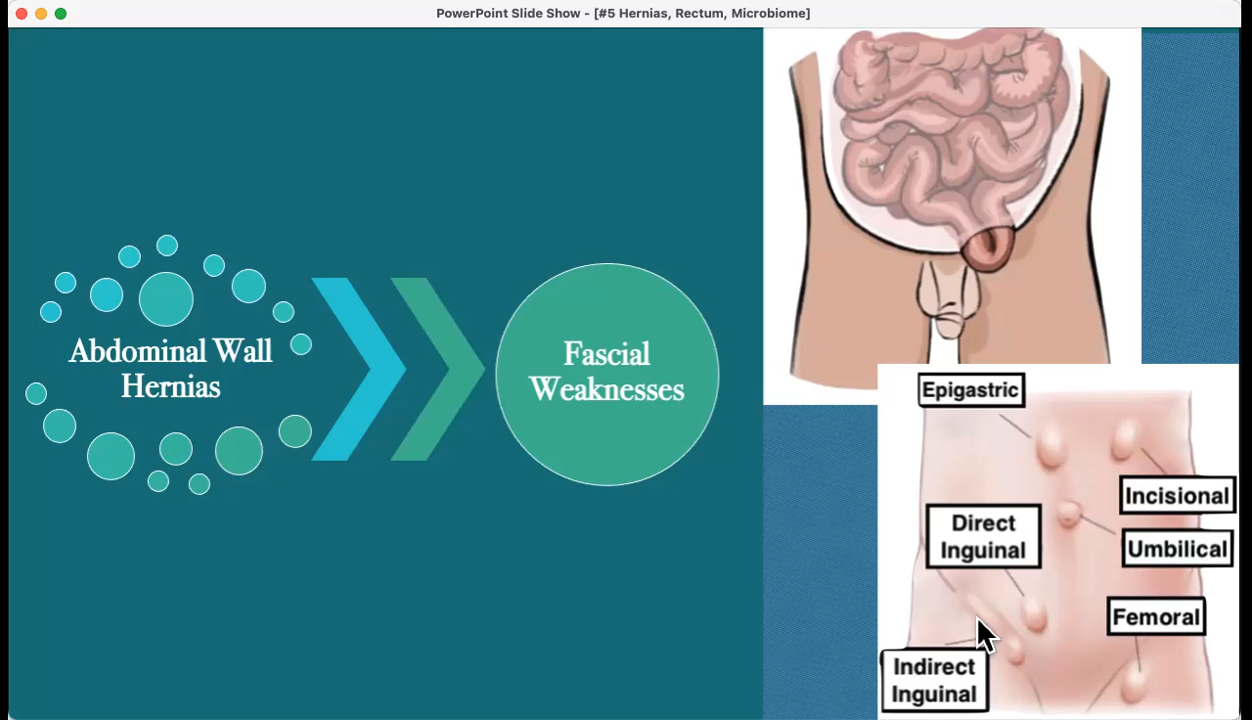 PowerPoint Slide Show - [#5 Hernias, Rectum, Microbiome]
Abdominal Wall
Hernias
Fascial
Weaknesses
Epigastric
Incisional
Direct
Inguinal
Umbilical
Femoral
Indirect
Inguinal